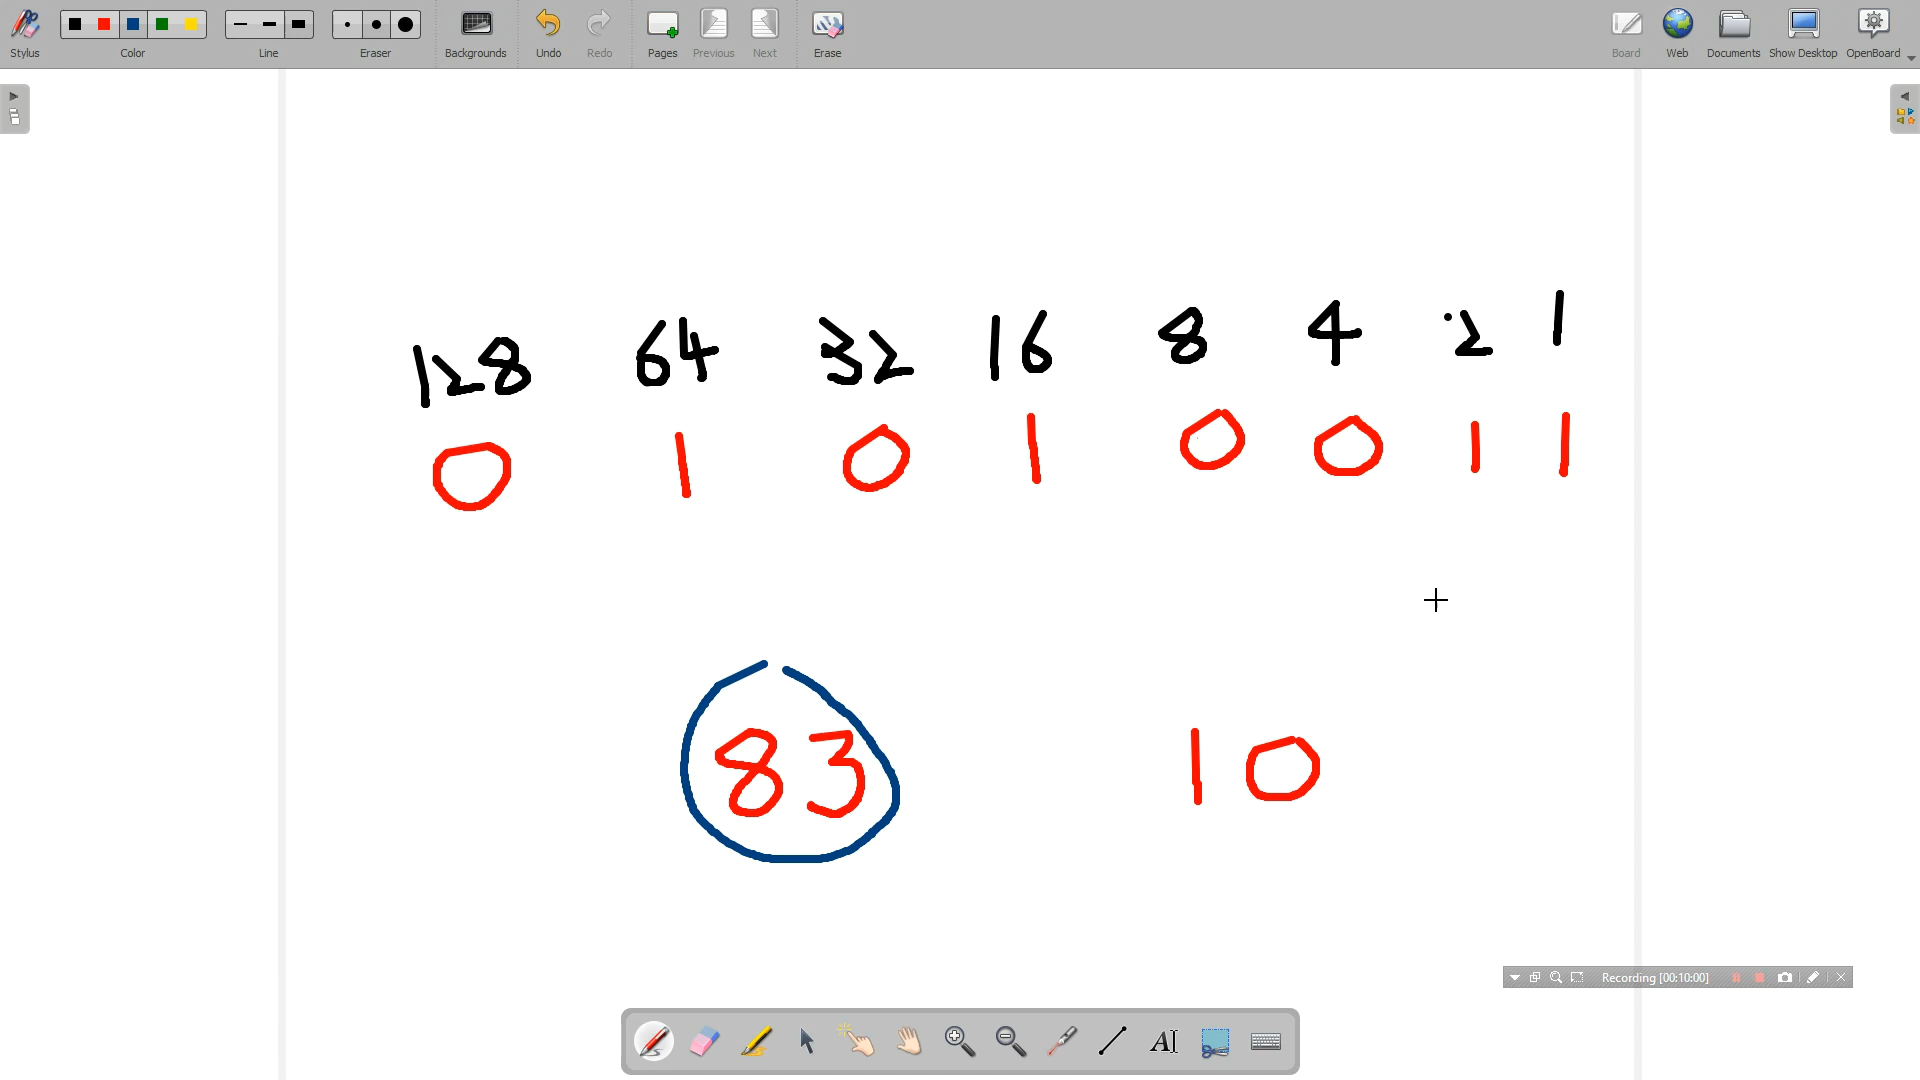 Stylus Color Line Eraser Backgrounds Undo Redo Pages Previous Next Erase Board Web Documents Show Desktop OpenBoard
128 64 32 16 8 4 2 1
0 1 0 1 0 0 1 1
83 10
Recording [00:10:00]
AI